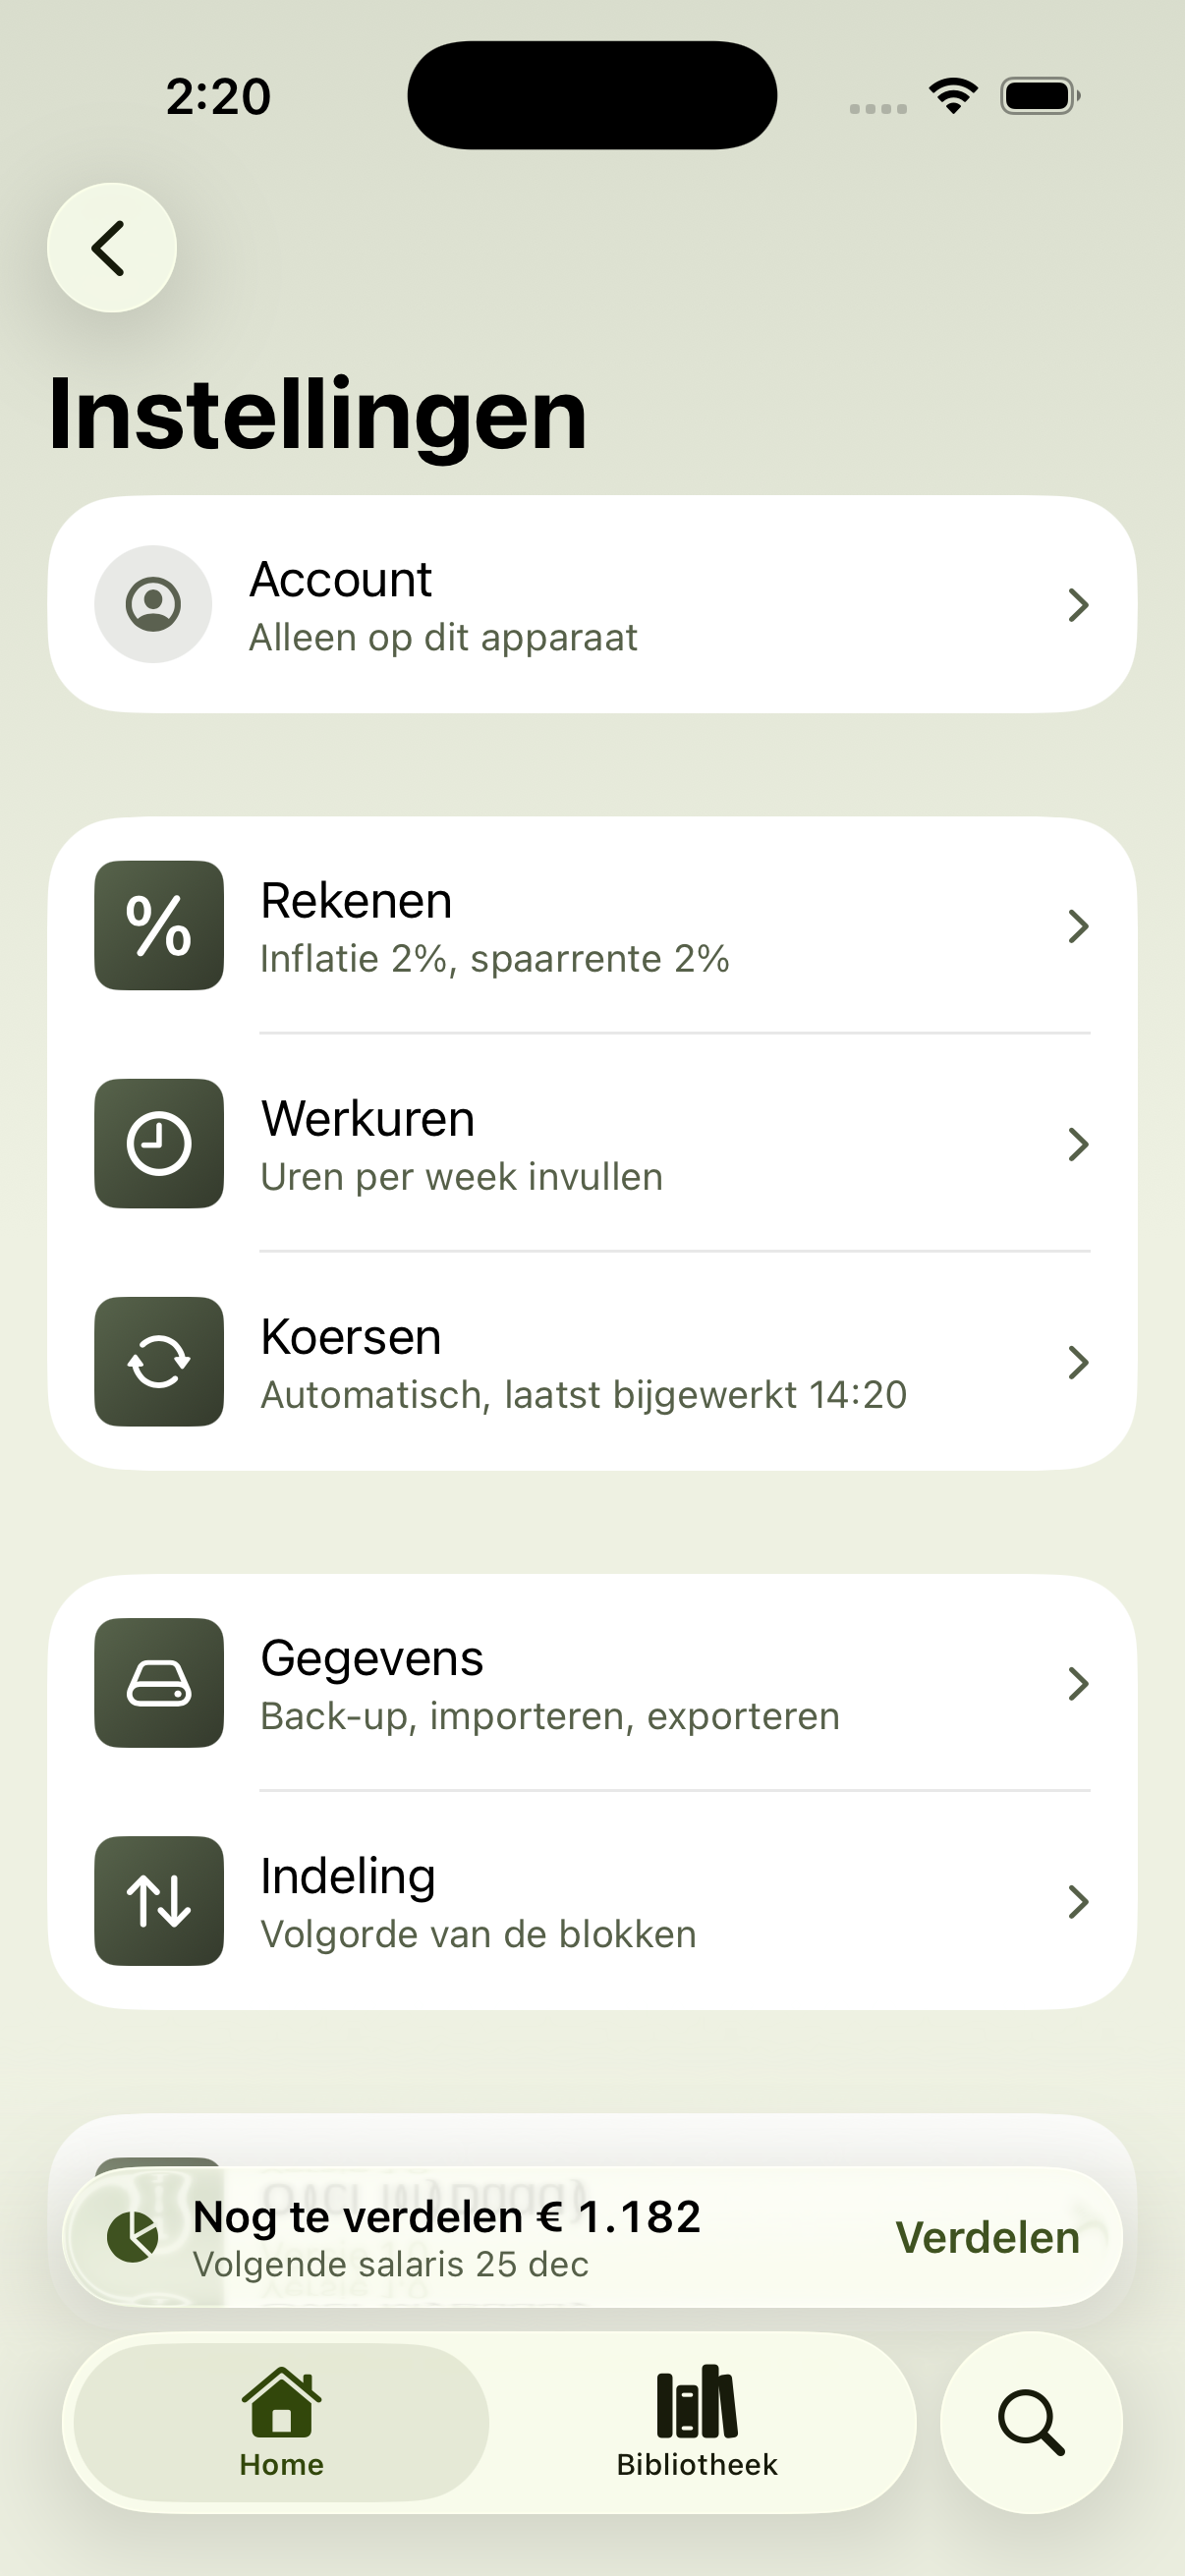 2:20
Instellingen
Account
Alleen op dit apparaat
%
Rekenen
Inflatie 2%, spaarrente 2%
Werkuren
Uren per week invullen
Koersen
Automatisch, laatst bijgewerkt 14:20
Gegevens
Back-up, importeren, exporteren
Indeling
Volgorde van de blokken
Nog te verdelen € 1.182
Volgende salaris 25 dec
Verdelen
Home
Bibliotheek